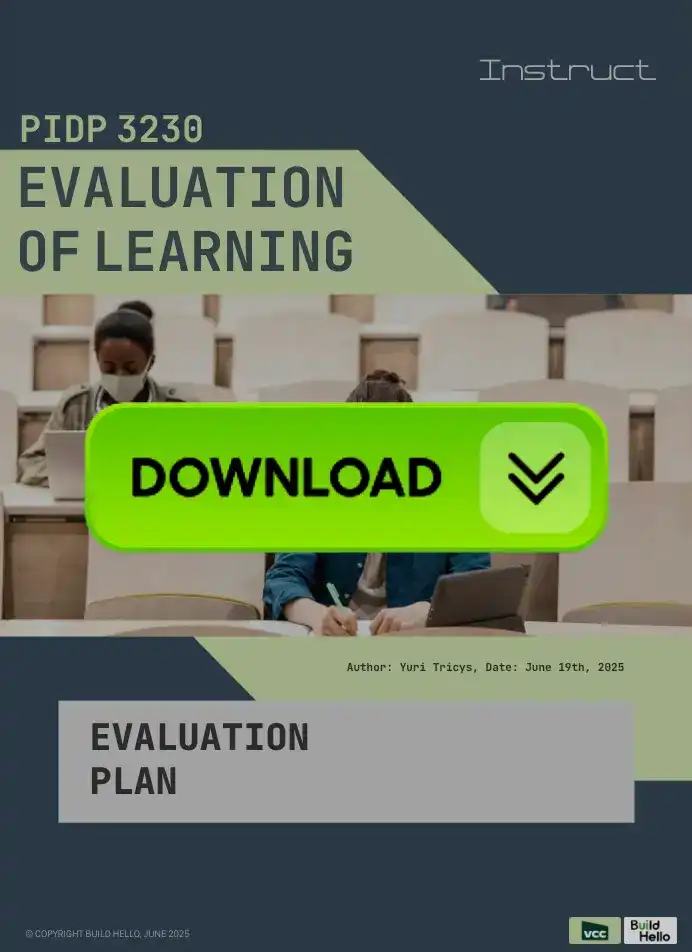 Instruct
PIDP 3230
EVALUATION
OF LEARNING
DOWNLOAD
Author: Yuri Tricys, Date: June 19th, 2025
EVALUATION
PLAN
© COPYRIGHT BUILD HELLO, JUNE 2025
vcc
Build
Hello